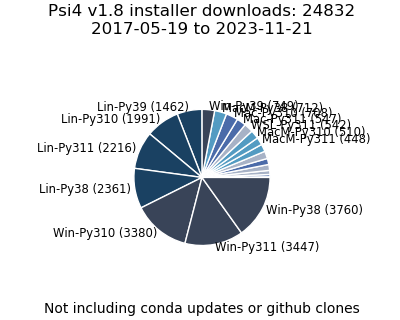 Psi4 v1.8 installer downloads: 24832
2017-05-19 to 2023-11-21
Lin-Py39 (1462)
Win-Py39 (749)
Lin-Py310 (1991)
Lin-Py311 (2216)
MacM-Py310 (510)
MacM-Py311 (448)
Lin-Py38 (2361)
Win-Py38 (3760)
Win-Py310 (3380)
Win-Py311 (3447)
Not including conda updates or github clones